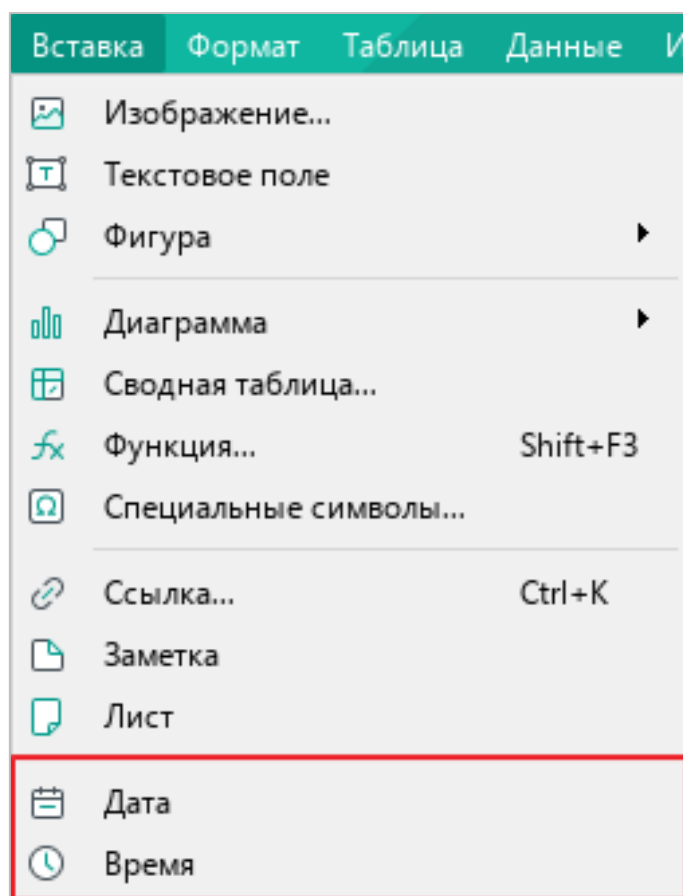 Вставка Формат Таблица Данные
Изображение...
Текстовое поле
Фигура
Диаграмма
Сводная таблица...
Функция... Shift+F3
Специальные символы...
Ссылка... Ctrl+K
Заметка
Лист
Дата
Время